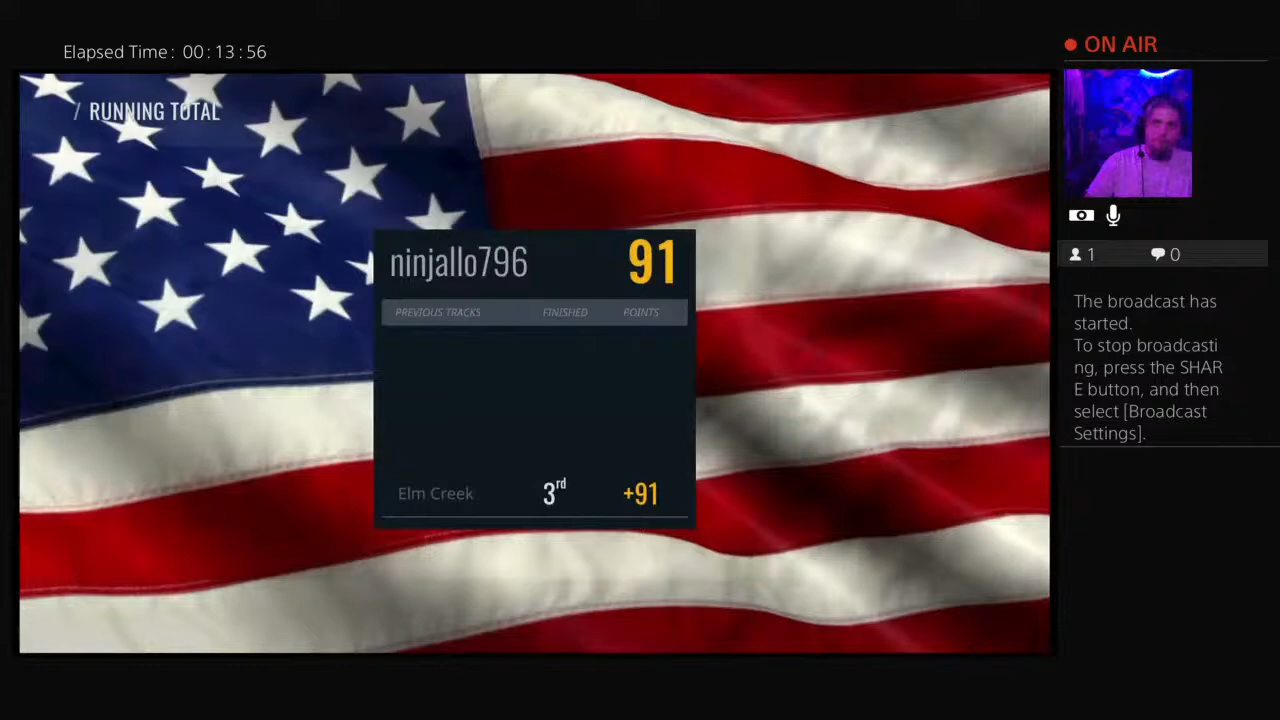 Elapsed Time: 00:13:56
ON AIR
/ RUNNING TOTAL
ninjallo796 91
PREVIOUS TRACKS FINISHED POINTS
Elm Creek 3rd +91
1 0
The broadcast has
started.
To stop broadcasti
ng, press the SHAR
E button, and then
select [Broadcast
Settings].